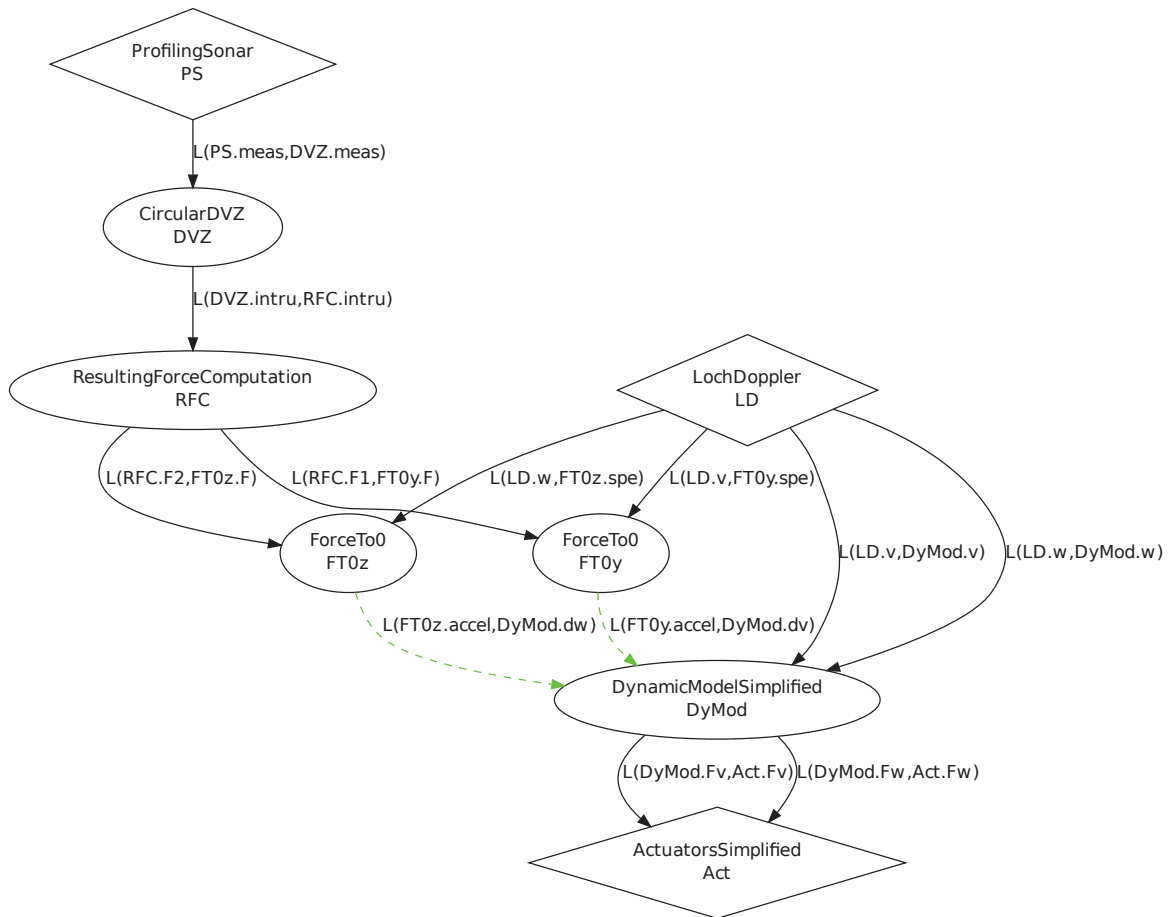 ProfilingSonar
PS
L(PS.meas,DVZ.meas)
CircularDVZ
DVZ
L(DVZ.intru,RFC.intru)
ResultingForceComputation
RFC
LochDoppler
LD
L(RFC.F2,FT0z.F)
L(RFC.F1,FT0y.F)
L(LD.w,FT0z.spe)
L(LD.v,FT0y.spe)
ForceTo0
FT0z
ForceTo0
FT0y
L(LD.v,DyMod.v)
L(LD.w,DyMod.w)
L(FT0z.accel,DyMod.dw)
L(FT0y.accel,DyMod.dv)
DynamicModelSimplified
DyMod
L(DyMod.Fv,Act.Fv)
L(DyMod.Fw,Act.Fw)
ActuatorsSimplified
Act